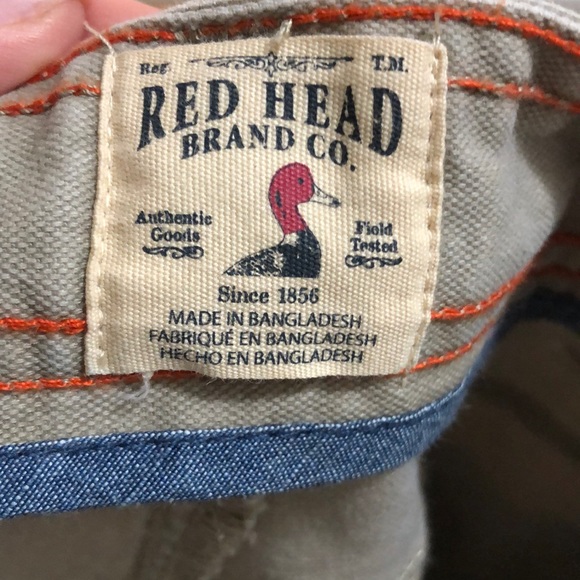 Reg. T.M.
RED HEAD
BRAND CO.
Authentic Goods
Field Tested
Since 1856
MADE IN BANGLADESH
FABRIQUÉ EN BANGLADESH
HECHO EN BANGLADESH